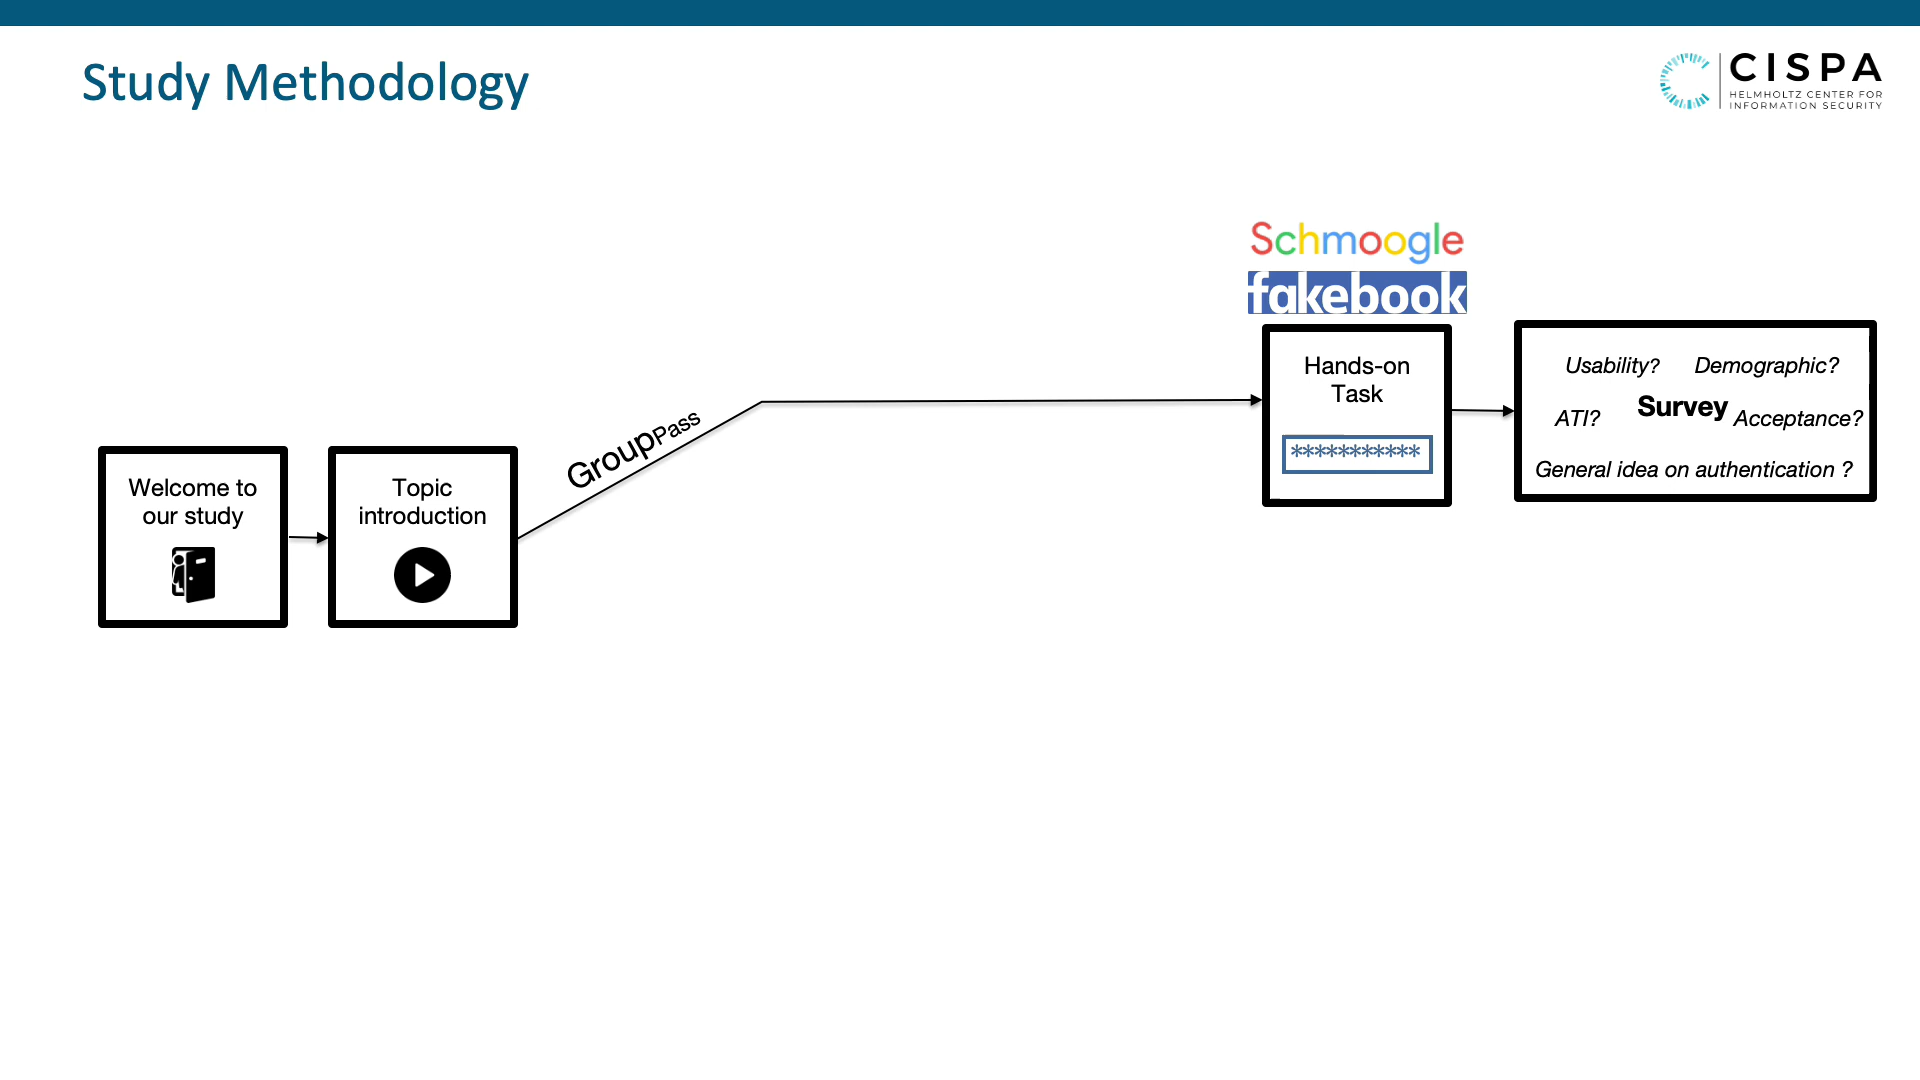 Study Methodology
CISPA
HELMHOLTZ CENTER FOR
INFORMATION SECURITY
Schmoogle
fakebook
Welcome to
our study
Topic
introduction
GroupPass
Hands-on
Task
***********
Usability? Demographic?
ATI? Survey Acceptance?
General idea on authentication ?